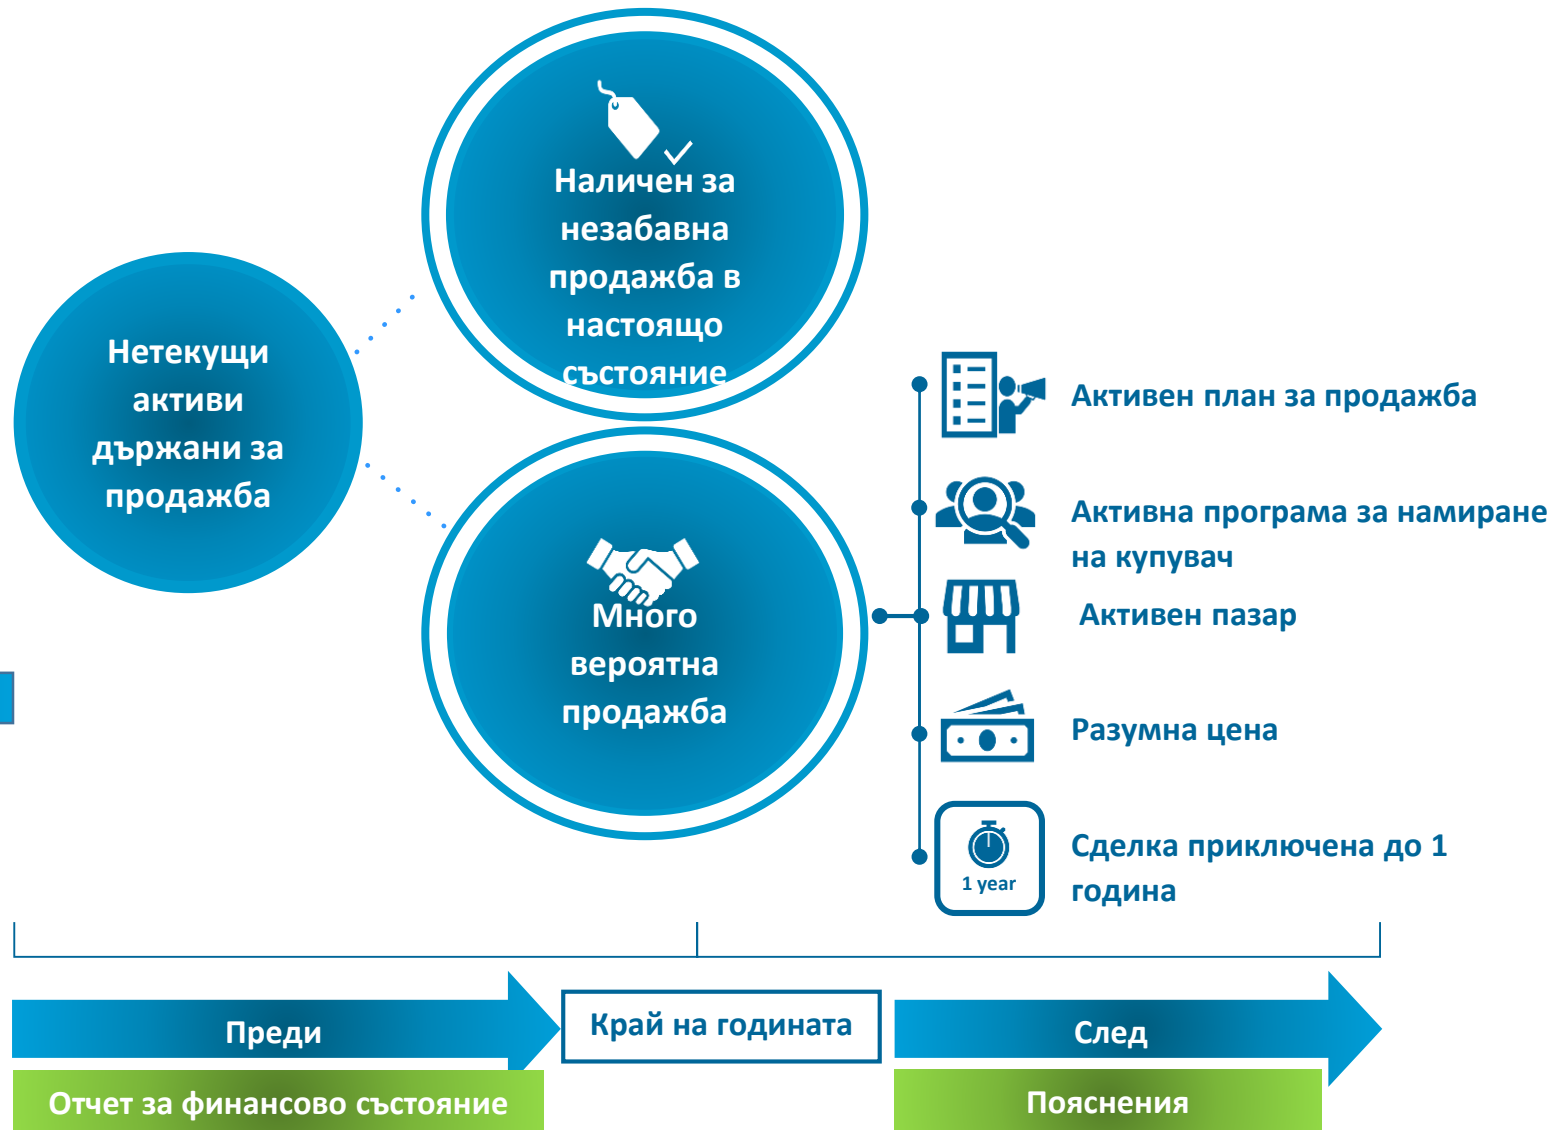 Наличен за
незабавна
продажба в
настоящо
състояние
Нетекущи
активи
държани за
продажба
Много
вероятна
продажба
Активен план за продажба
Активна програма за намиране
на купувач
Активен пазар
Разумна цена
1 year
Сделка приключена до 1
година
Преди
Край на годината
След
Отчет за финансово състояние
Пояснения